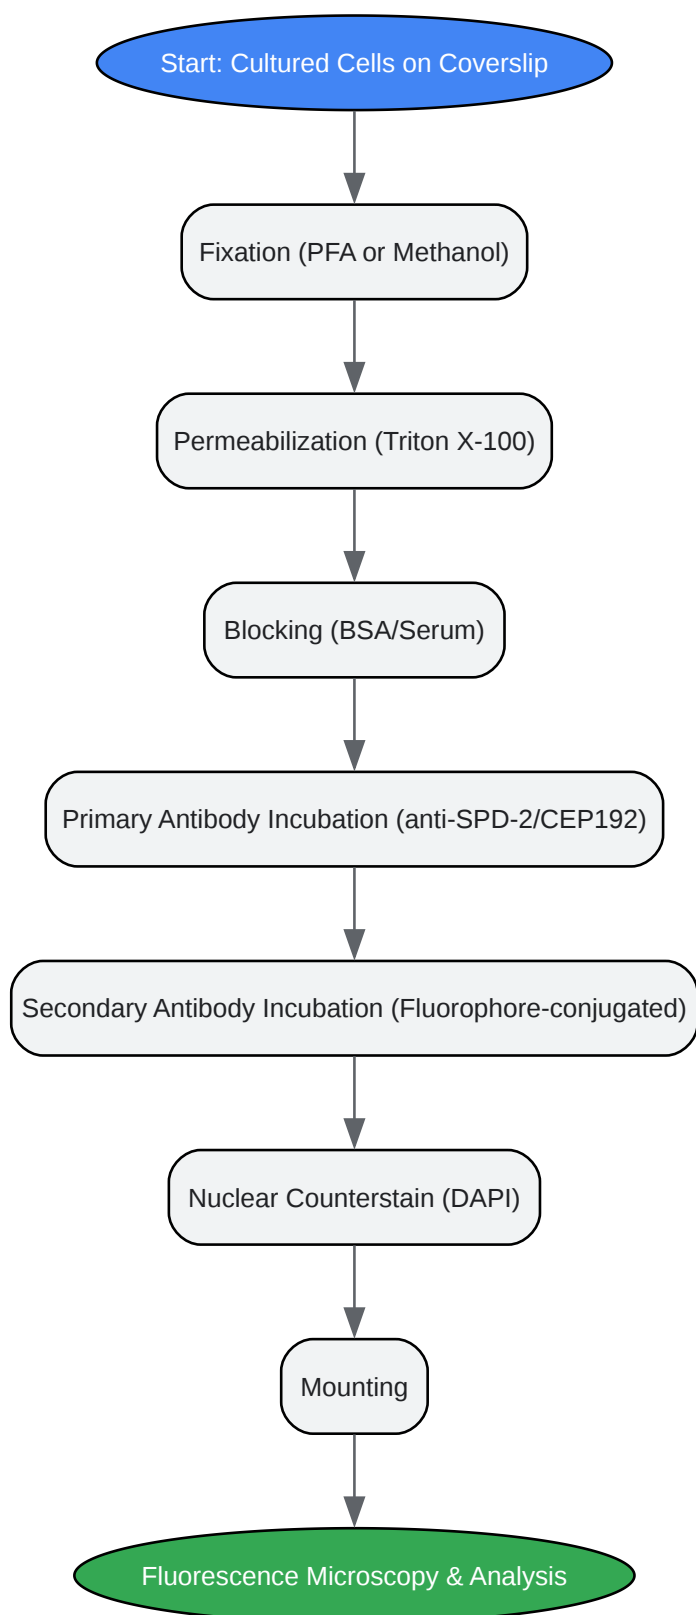 Start: Cultured Cells on Coverslip
Fixation (PFA or Methanol)
Permeabilization (Triton X-100)
Blocking (BSA/Serum)
Primary Antibody Incubation (anti-SPD-2/CEP192)
Secondary Antibody Incubation (Fluorophore-conjugated)
Nuclear Counterstain (DAPI)
Mounting
Fluorescence Microscopy & Analysis